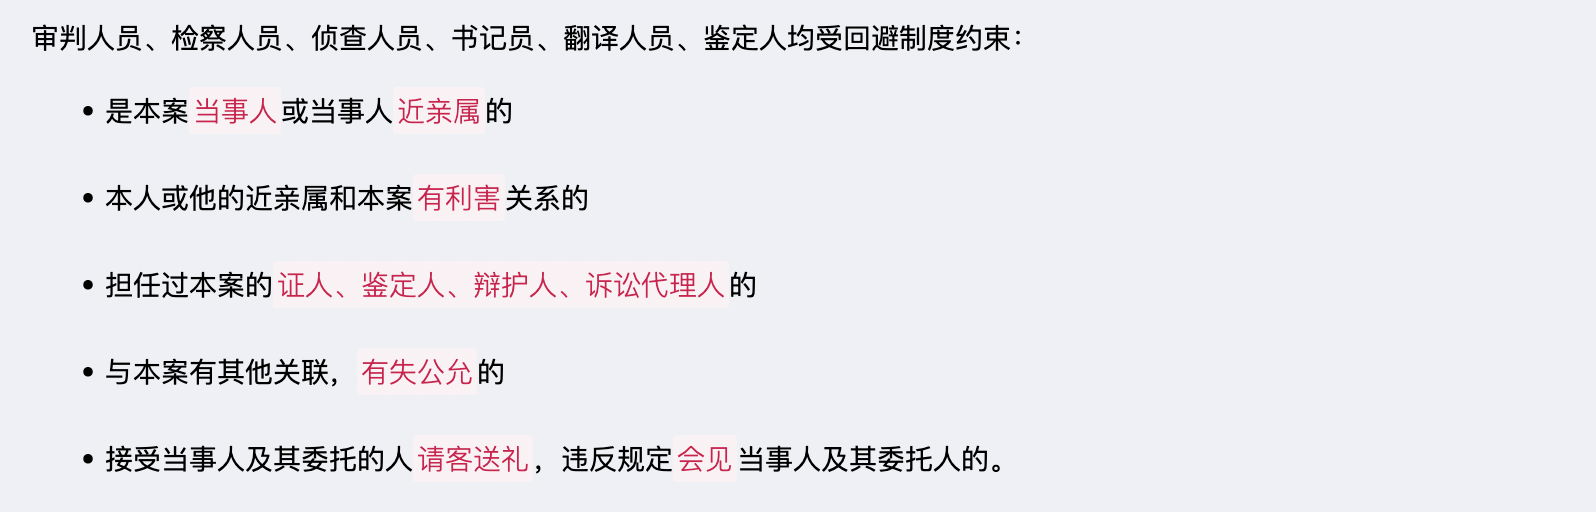 审判人员、检察人员、侦查人员、书记员、翻译人员、鉴定人均受回避制度约束：
• 是本案当事人或当事人近亲属的
• 本人或他的近亲属和本案有利害关系的
• 担任过本案的证人、鉴定人、辩护人、诉讼代理人的
• 与本案有其他关联，有失公允的
• 接受当事人及其委托的人请客送礼，违反规定会见当事人及其委托人的。